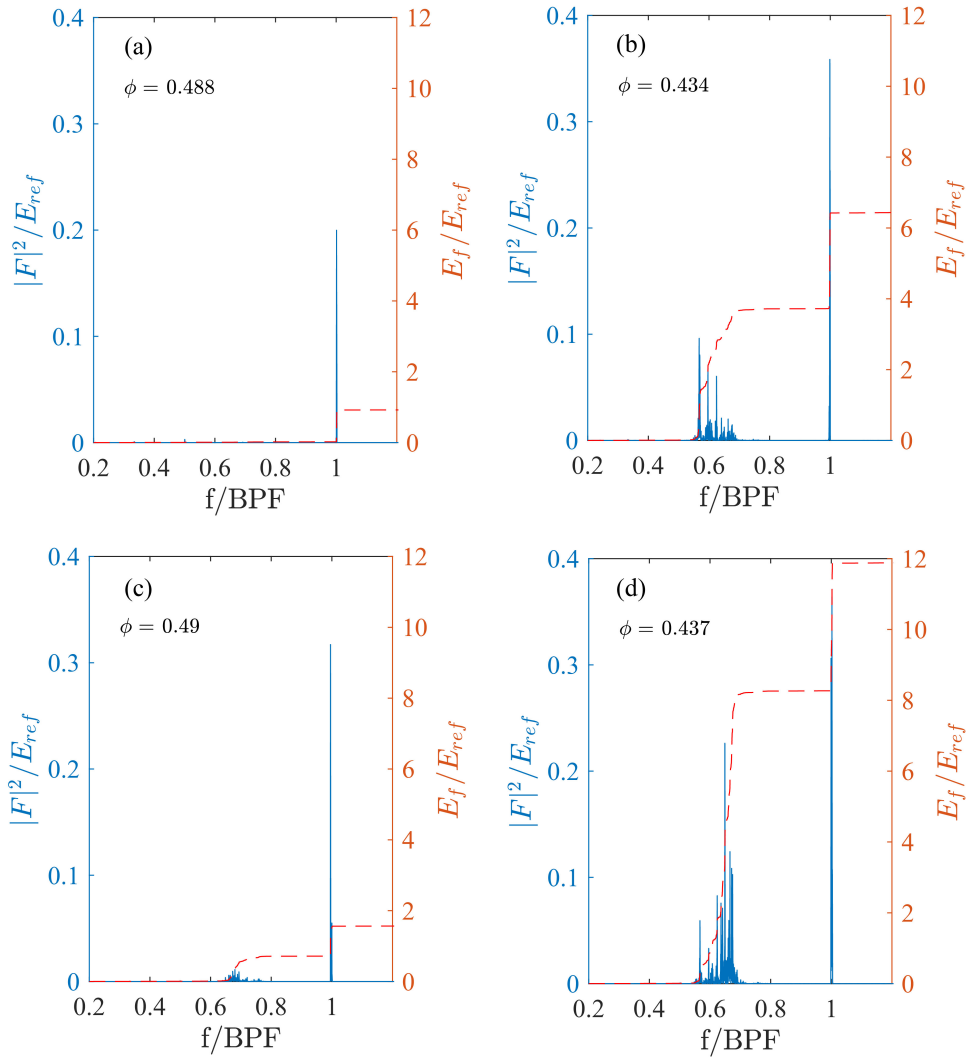 (a)
ϕ = 0.488
|F|²/E_ref
0.4
0.3
0.2
0.1
0
E_f/E_ref
12
10
8
6
4
2
0
0.2 0.4 0.6 0.8 1
f/BPF
(b)
ϕ = 0.434
|F|²/E_ref
0.4
0.3
0.2
0.1
0
E_f/E_ref
12
10
8
6
4
2
0
0.2 0.4 0.6 0.8 1
f/BPF
(c)
ϕ = 0.49
|F|²/E_ref
0.4
0.3
0.2
0.1
0
E_f/E_ref
12
10
8
6
4
2
0
0.2 0.4 0.6 0.8 1
f/BPF
(d)
ϕ = 0.437
|F|²/E_ref
0.4
0.3
0.2
0.1
0
E_f/E_ref
12
10
8
6
4
2
0
0.2 0.4 0.6 0.8 1
f/BPF